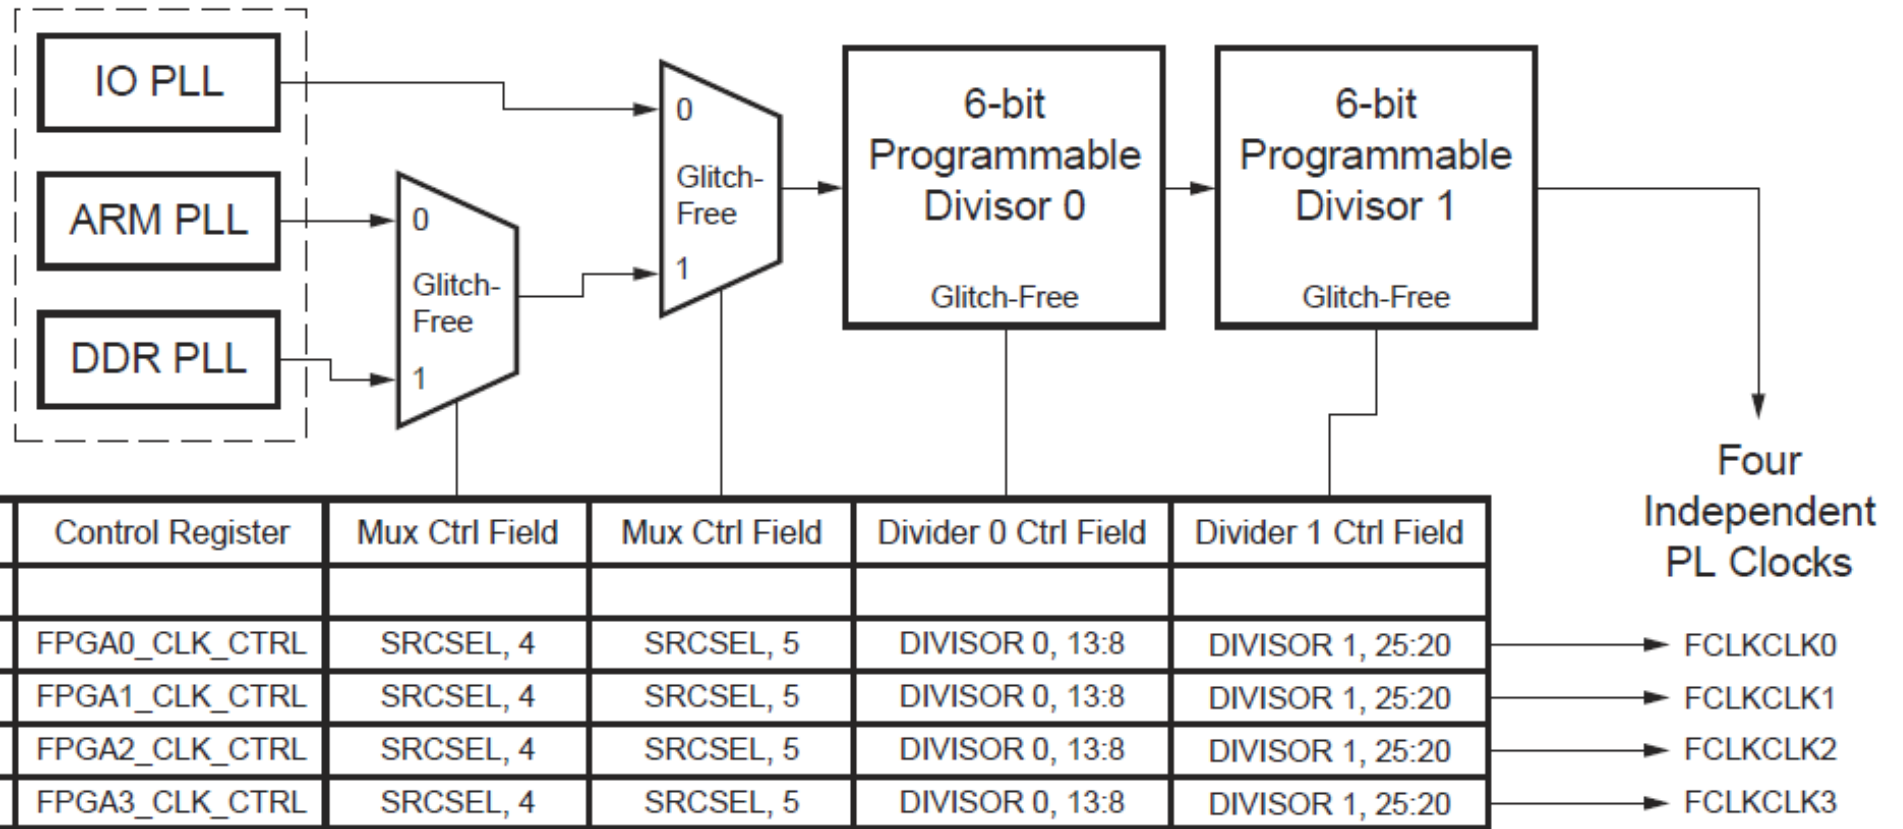 IO PLL
ARM PLL
DDR PLL
0
Glitch-
Free
1
0
Glitch-
Free
1
6-bit
Programmable
Divisor 0
Glitch-Free
6-bit
Programmable
Divisor 1
Glitch-Free
Four
Independent
PL Clocks
Control Register Mux Ctrl Field Mux Ctrl Field Divider 0 Ctrl Field Divider 1 Ctrl Field
FPGA0_CLK_CTRL SRCSEL, 4 SRCSEL, 5 DIVISOR 0, 13:8 DIVISOR 1, 25:20 FCLKCLK0
FPGA1_CLK_CTRL SRCSEL, 4 SRCSEL, 5 DIVISOR 0, 13:8 DIVISOR 1, 25:20 FCLKCLK1
FPGA2_CLK_CTRL SRCSEL, 4 SRCSEL, 5 DIVISOR 0, 13:8 DIVISOR 1, 25:20 FCLKCLK2
FPGA3_CLK_CTRL SRCSEL, 4 SRCSEL, 5 DIVISOR 0, 13:8 DIVISOR 1, 25:20 FCLKCLK3